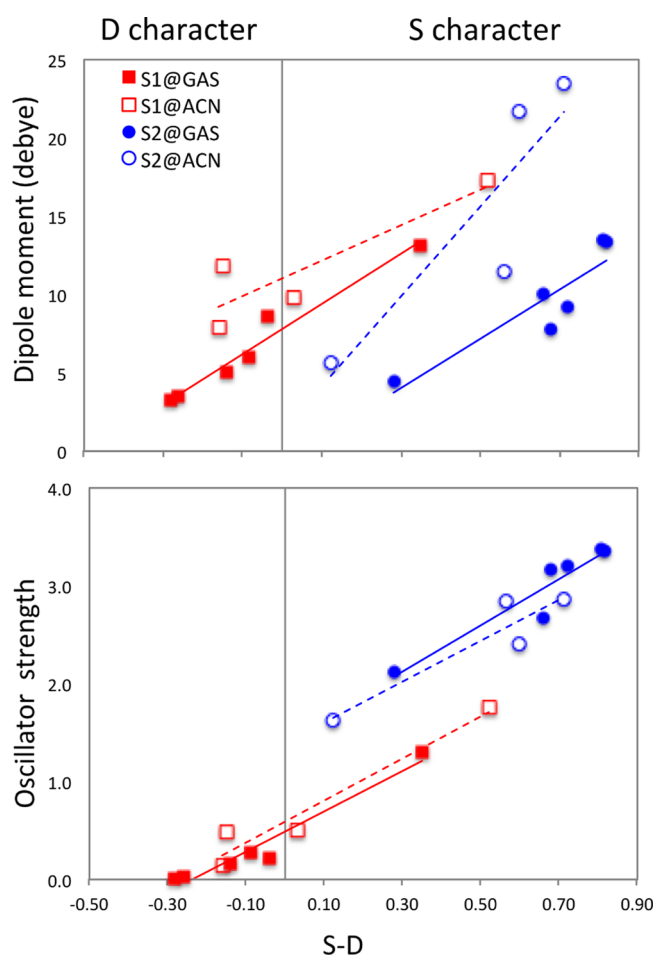 D character S character
Dipole moment (debye)
25
20
15
10
5
0
S1@GAS
S1@ACN
S2@GAS
S2@ACN
Oscillator strength
4.0
3.0
2.0
1.0
0.0
-0.50 -0.30 -0.10 0.10 0.30 0.50 0.70 0.90
S-D